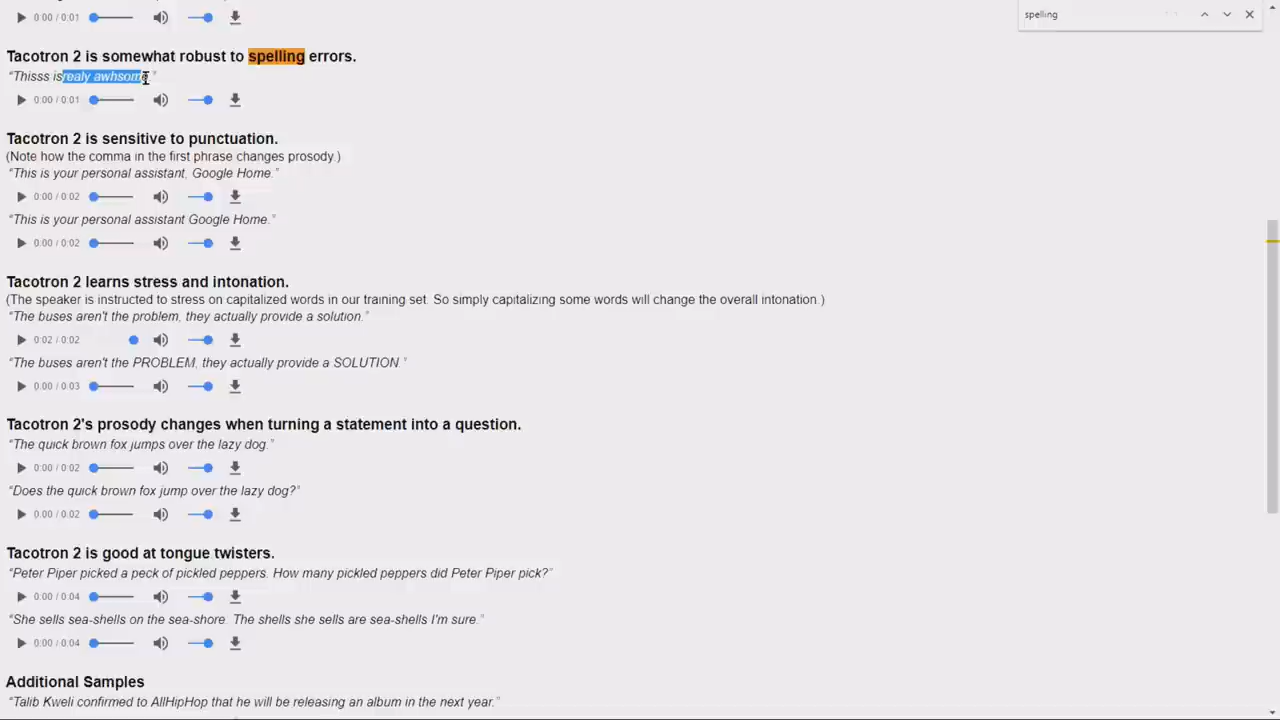 spelling
0:00 / 0:01
Tacotron 2 is somewhat robust to spelling errors.
“Thisss isrealy awhsome.”
0:00 / 0:01
Tacotron 2 is sensitive to punctuation.
(Note how the comma in the first phrase changes prosody.)
“This is your personal assistant, Google Home.”
0:00 / 0:02
“This is your personal assistant Google Home.”
0:00 / 0:02
Tacotron 2 learns stress and intonation.
(The speaker is instructed to stress on capitalized words in our training set. So simply capitalizing some words will change the overall intonation.)
“The buses aren't the problem, they actually provide a solution.”
0:02 / 0:02
“The buses aren't the PROBLEM, they actually provide a SOLUTION.”
0:00 / 0:03
Tacotron 2's prosody changes when turning a statement into a question.
“The quick brown fox jumps over the lazy dog.”
0:00 / 0:02
“Does the quick brown fox jump over the lazy dog?”
0:00 / 0:02
Tacotron 2 is good at tongue twisters.
“Peter Piper picked a peck of pickled peppers. How many pickled peppers did Peter Piper pick?”
0:00 / 0:04
“She sells sea-shells on the sea-shore. The shells she sells are sea-shells I'm sure.”
0:00 / 0:04
Additional Samples
“Talib Kweli confirmed to AllHipHop that he will be releasing an album in the next year.”